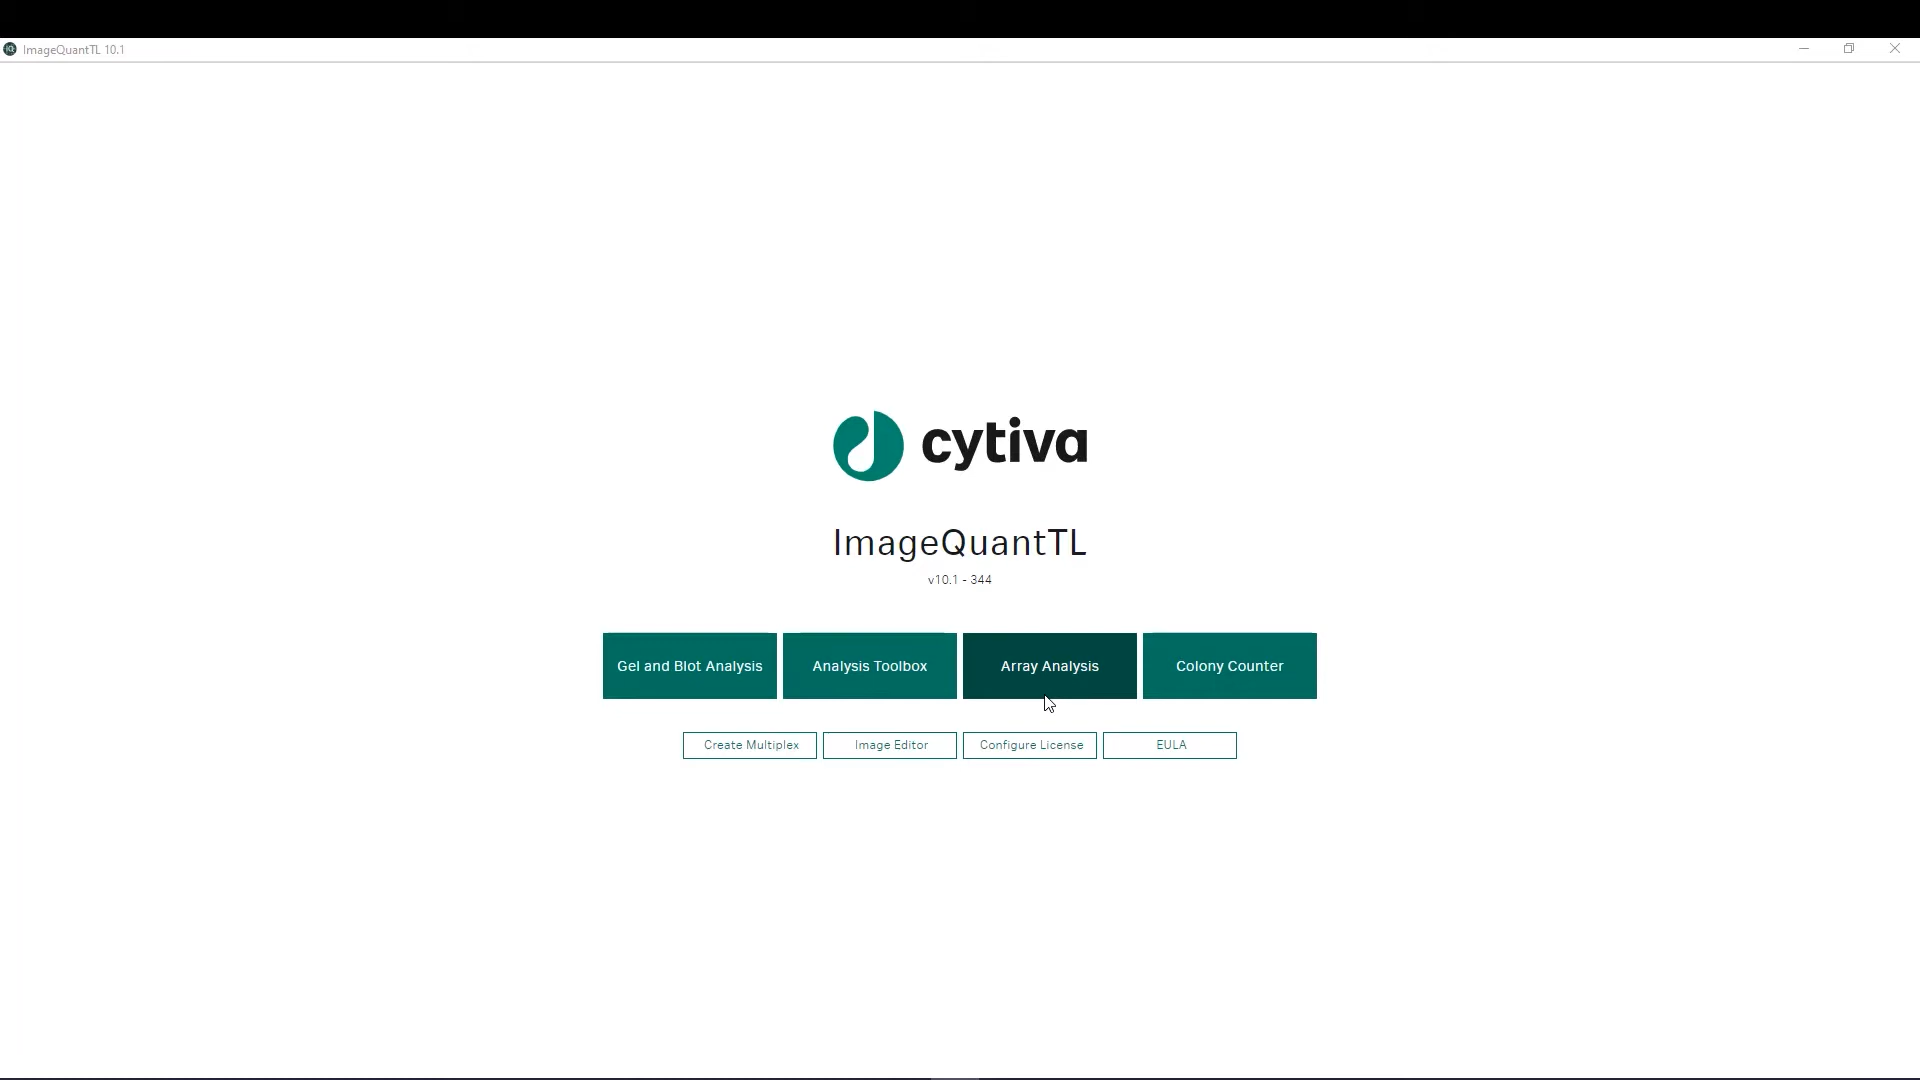 ImageQuantTL 10.1
cytiva
ImageQuantTL
v10.1 - 344
Gel and Blot Analysis
Analysis Toolbox
Array Analysis
Colony Counter
Create Multiplex
Image Editor
Configure License
EULA